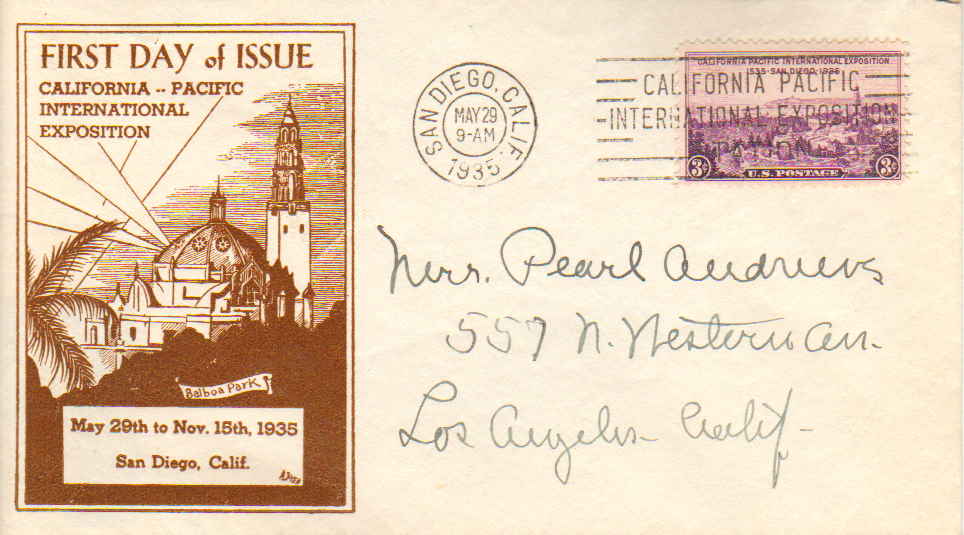 FIRST DAY of ISSUE
CALIFORNIA -- PACIFIC
INTERNATIONAL
EXPOSITION
Balboa Park
May 29th to Nov. 15th, 1935
San Diego, Calif.
SAN DIEGO, CALIF.
MAY 29
9-AM
1935
CALIFORNIA PACIFIC
INTERNATIONAL EXPOSITION
CALIFORNIA PACIFIC INTERNATIONAL EXPOSITION
SAN DIEGO
3¢ U.S. POSTAGE 3¢
Mrs. Pearl Andrews
557 N. Western Av.
Los Angeles - Calif.